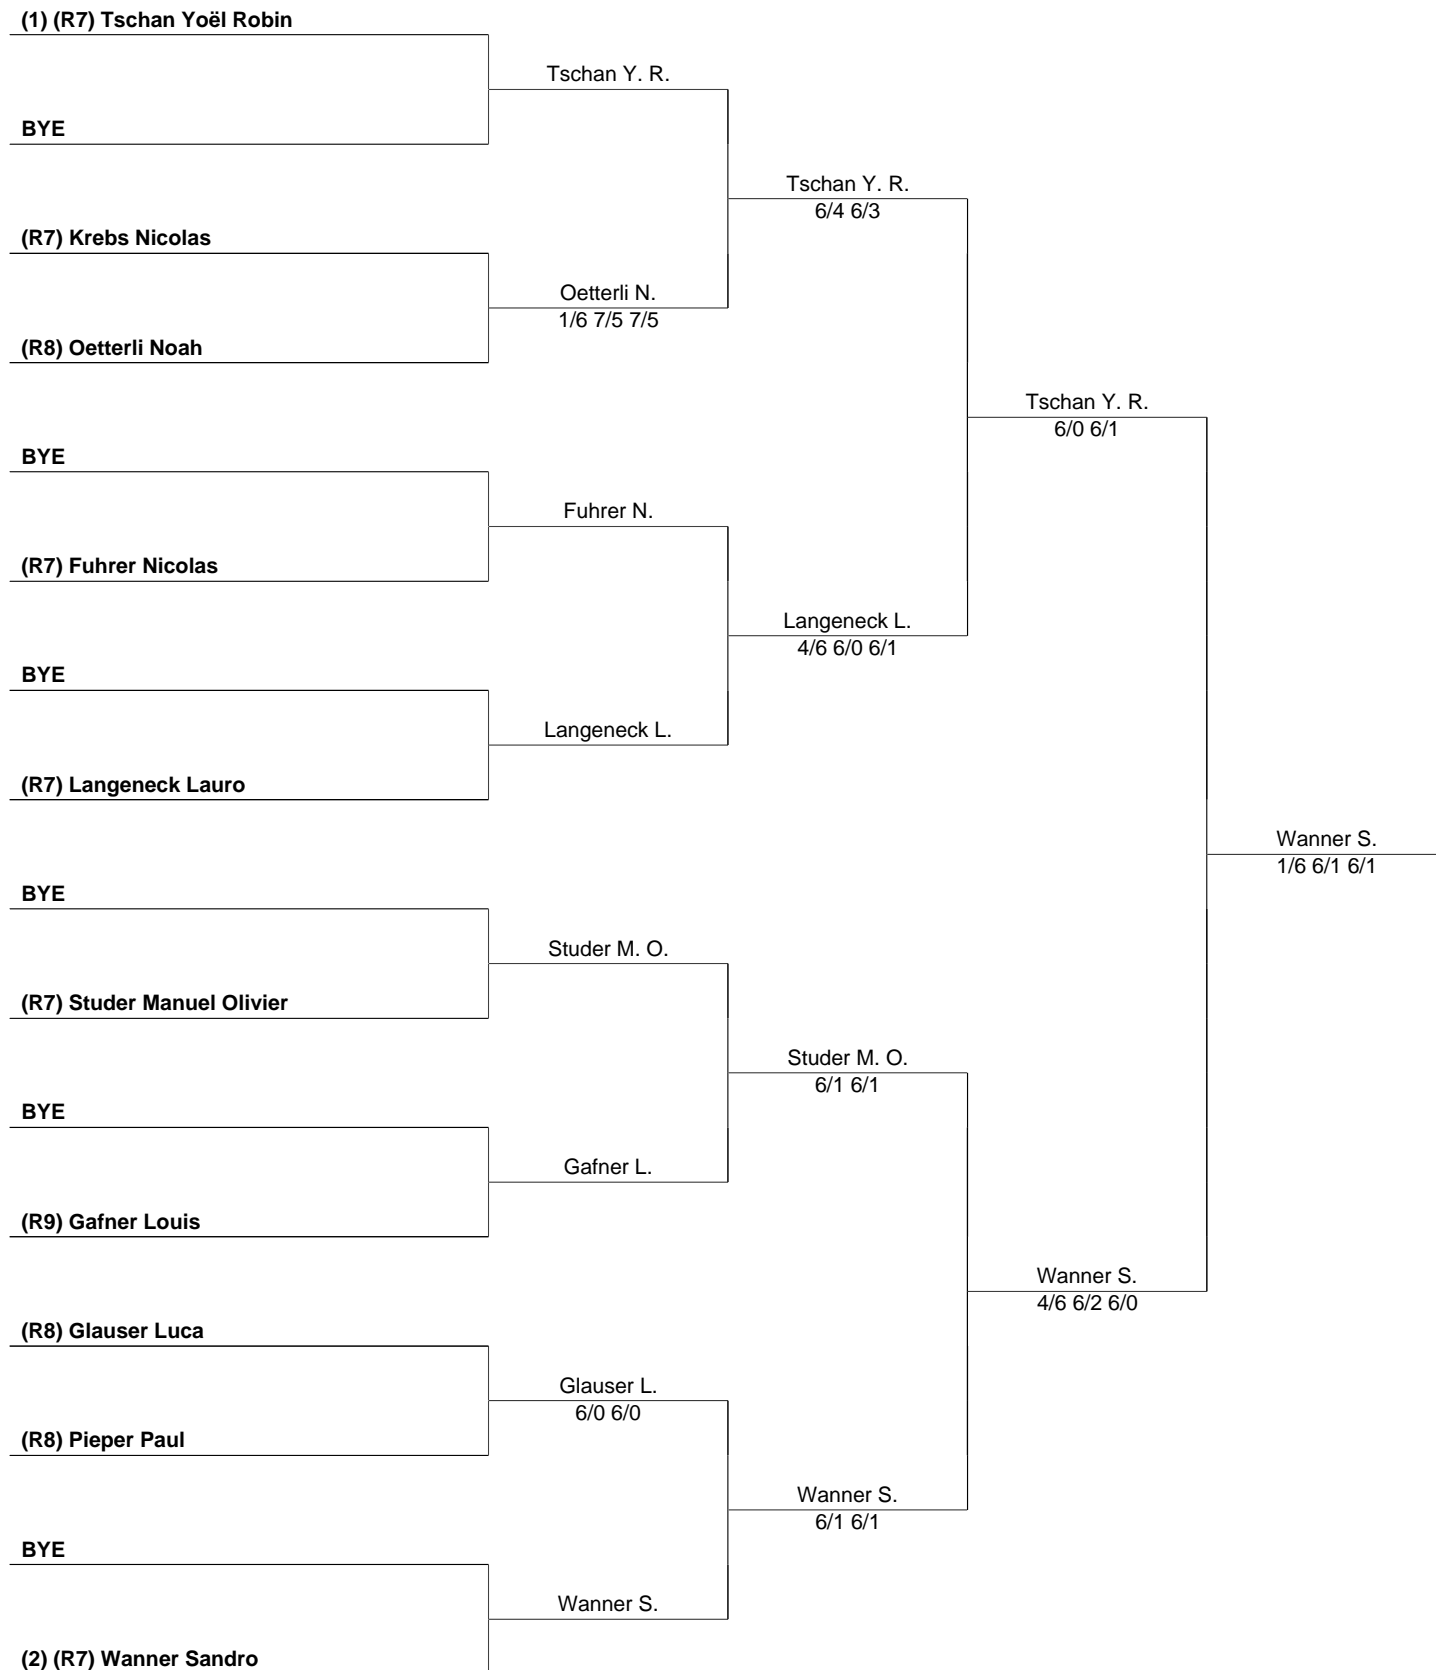 (1) (R7) Tschan Yoël Robin
Tschan Y. R.
BYE
Tschan Y. R.
6/4 6/3
(R7) Krebs Nicolas
Oetterli N.
1/6 7/5 7/5
(R8) Oetterli Noah
Tschan Y. R.
6/0 6/1
BYE
Fuhrer N.
(R7) Fuhrer Nicolas
Langeneck L.
4/6 6/0 6/1
BYE
Langeneck L.
(R7) Langeneck Lauro
Wanner S.
1/6 6/1 6/1
BYE
Studer M. O.
(R7) Studer Manuel Olivier
Studer M. O.
6/1 6/1
BYE
Gafner L.
(R9) Gafner Louis
Wanner S.
4/6 6/2 6/0
(R8) Glauser Luca
Glauser L.
6/0 6/0
(R8) Pieper Paul
Wanner S.
6/1 6/1
BYE
Wanner S.
(2) (R7) Wanner Sandro